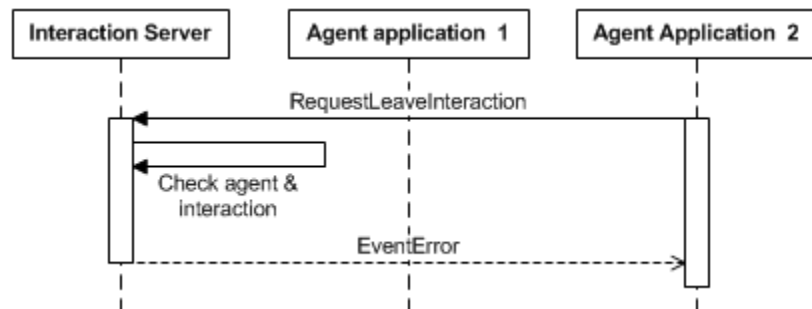 Interaction Server
Agent application 1
Agent Application 2
RequestLeaveInteraction
Check agent &
interaction
EventError